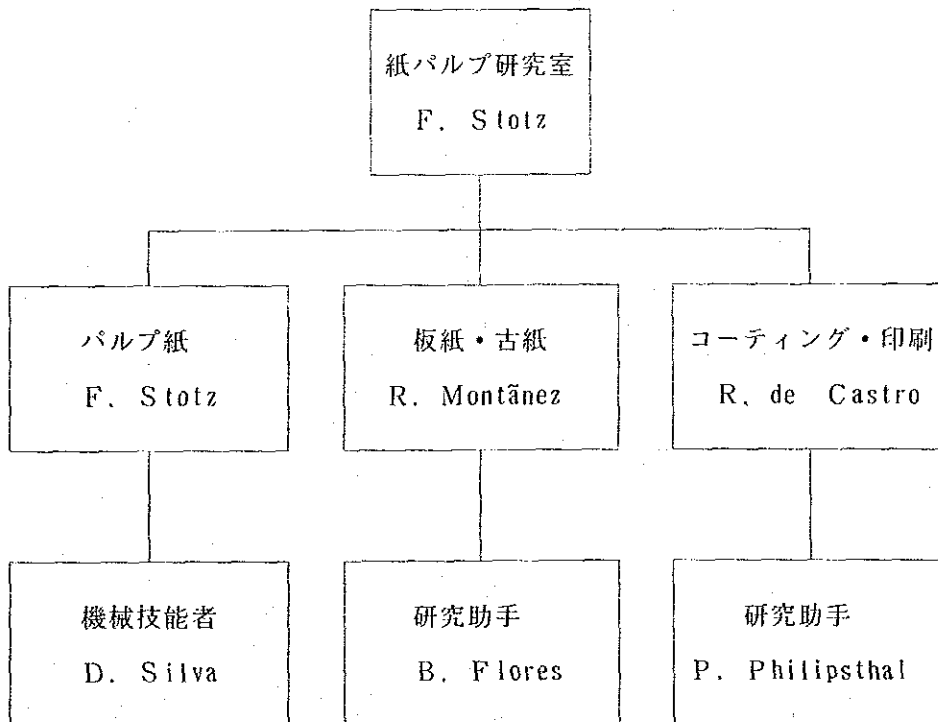 紙パルプ研究室
F. Stotz
パルプ紙
F. Stotz
板紙・古紙
R. Montãnez
コーティング・印刷
R. de Castro
機械技能者
D. Silva
研究助手
B. Flores
研究助手
P. Philipsthal